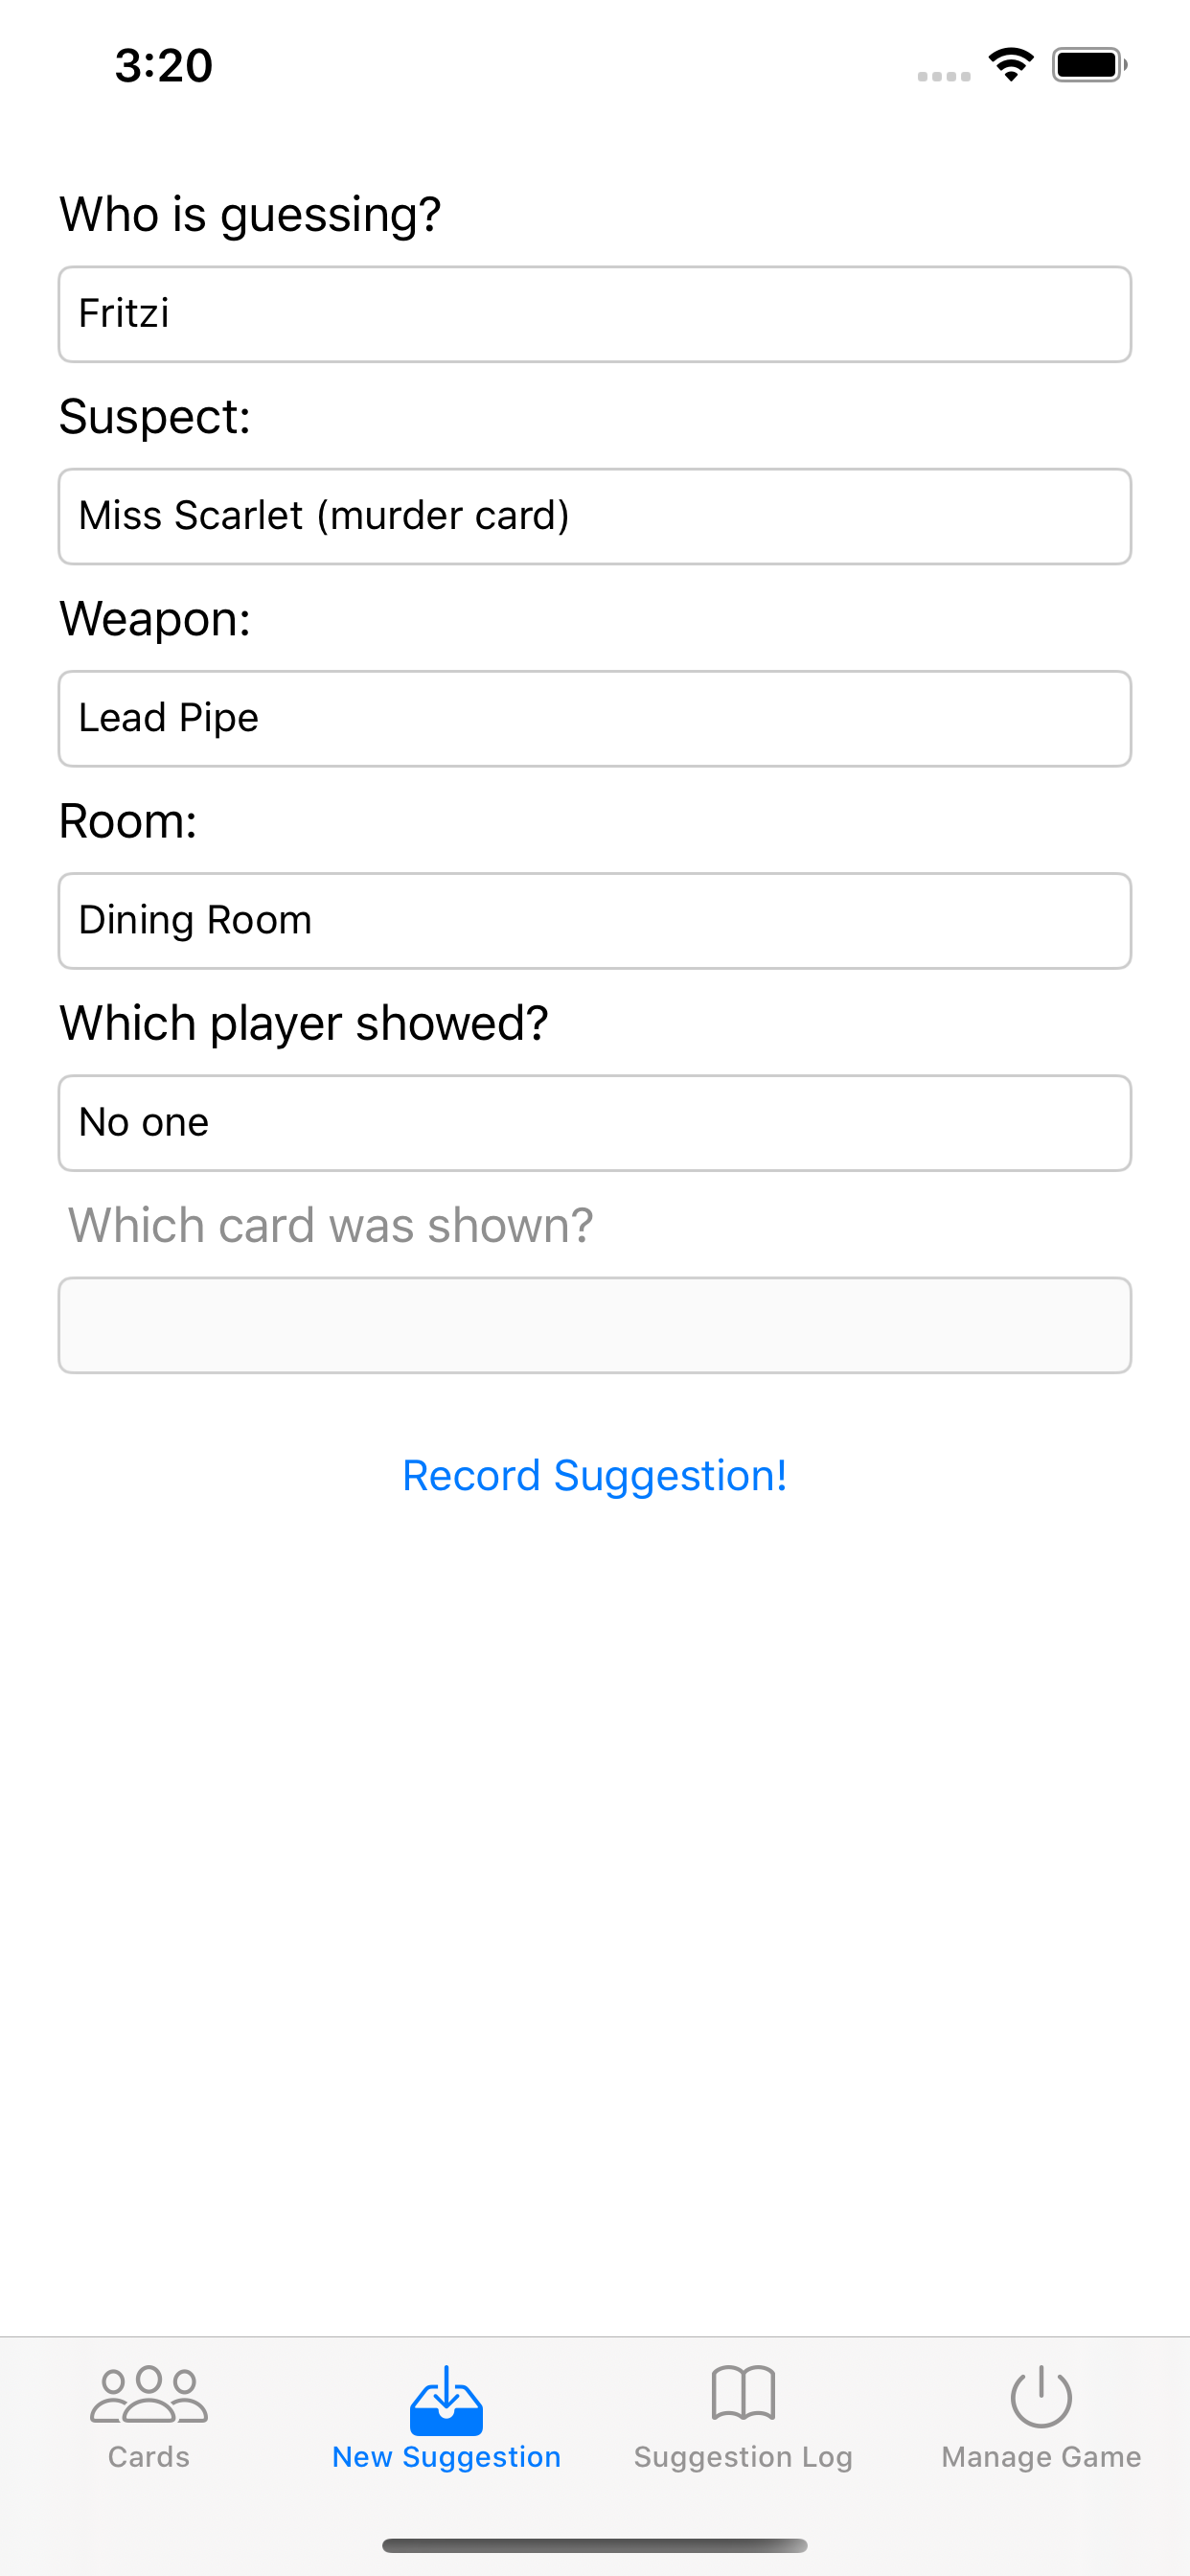 3:20
Who is guessing?
Fritzi
Suspect:
Miss Scarlet (murder card)
Weapon:
Lead Pipe
Room:
Dining Room
Which player showed?
No one
Which card was shown?
Record Suggestion!
Cards
New Suggestion
Suggestion Log
Manage Game